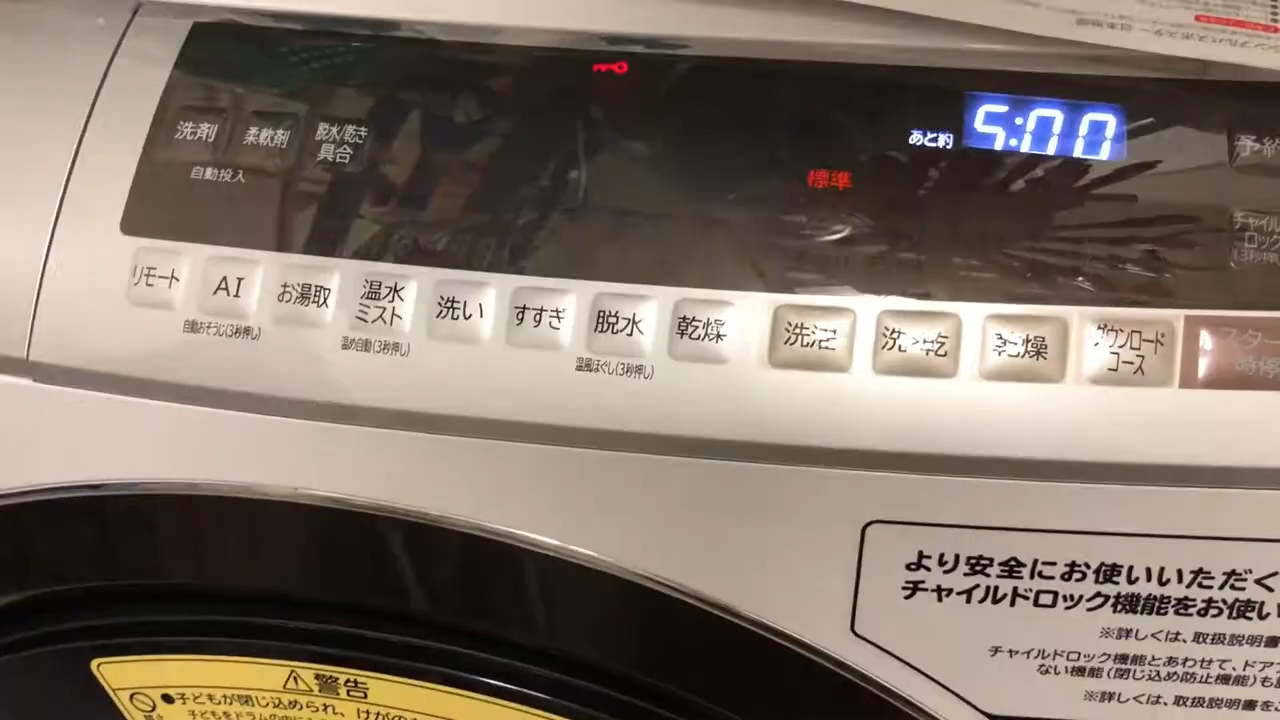 洗剤
柔軟剤
脱水/乾き
具合
自動投入
標準
あと約
5:00
予約
チャイル
ロック
(3秒押
リモート
AI
自動おそうじ(3秒押し)
お湯取
温水
ミスト
温め自動(3秒押し)
洗い
すすぎ
脱水
温風ほぐし(3秒押し)
乾燥
洗濯
洗>乾
乾燥
ダウンロード
コース
スター
時停
より安全にお使いいただく
チャイルドロック機能をお使い
※詳しくは、取扱説明書
チャイルドロック機能とあわせて、ドア
ない機能(閉じ込め防止機能)も
※詳しくは、取扱説明書を
警告
●子どもが閉じ込められ、けがの
子どもをドラムの中に